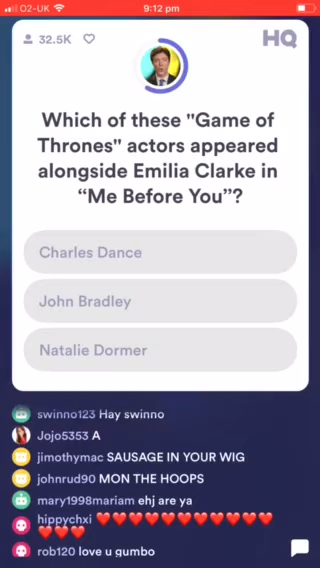 O2-UK 9:12 pm
32.5K HQ
Which of these "Game of
Thrones" actors appeared
alongside Emilia Clarke in
“Me Before You”?
Charles Dance
John Bradley
Natalie Dormer
swinno123 Hay swinno
Jojo5353 A
jimothymac SAUSAGE IN YOUR WIG
johnrud90 MON THE HOOPS
mary1998mariam ehj are ya
hippychxi ❤️❤️❤️❤️❤️❤️❤️❤️❤️❤️❤️
❤️❤️❤️
rob120 love u gumbo